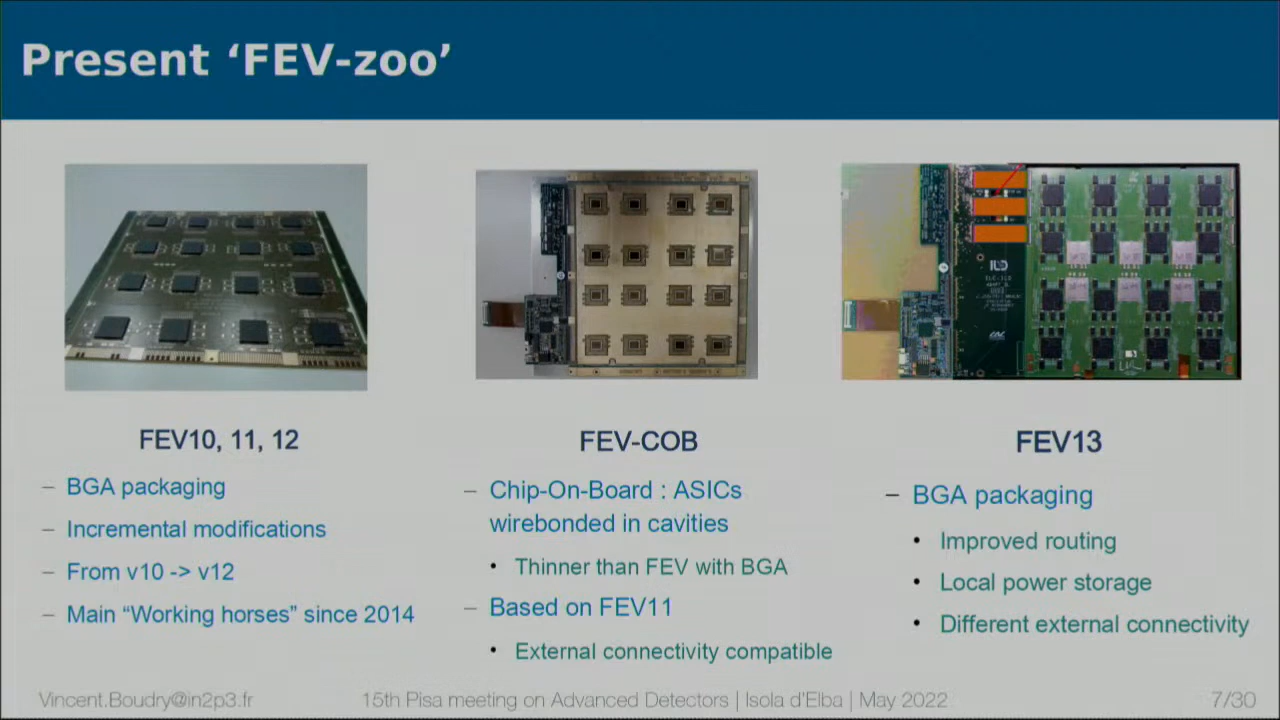 Present ‘FEV-zoo’
FEV10, 11, 12
– BGA packaging
– Incremental modifications
– From v10 -> v12
– Main “Working horses” since 2014
FEV-COB
– Chip-On-Board : ASICs
wirebonded in cavities
• Thinner than FEV with BGA
– Based on FEV11
• External connectivity compatible
FEV13
– BGA packaging
• Improved routing
• Local power storage
• Different external connectivity
Vincent.Boudry@in2p3.fr
15th Pisa meeting on Advanced Detectors | Isola d’Elba | May 2022
7/30